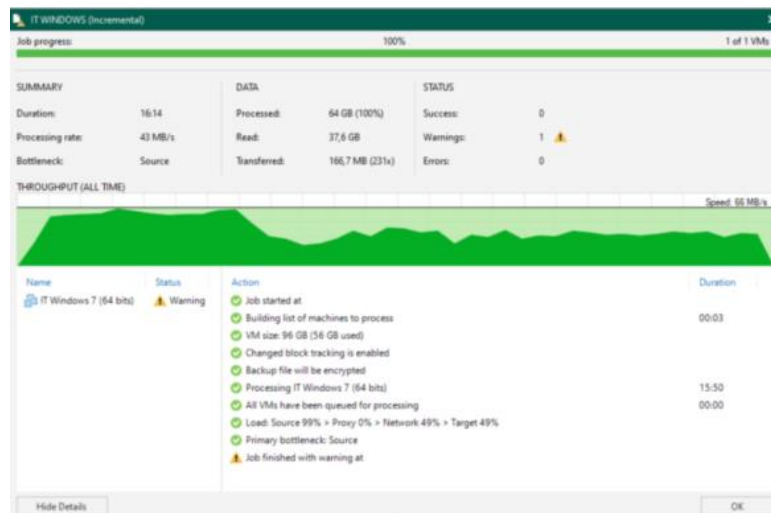 IT WINDOWS (Incremental)
Job progress: 100% 1 of 1 VMs
SUMMARY DATA STATUS
Duration: 16:14 Processed: 64 GB (100%) Success: 0
Processing rate: 43 MB/s Read: 37,6 GB Warnings: 1
Bottleneck: Source Transferred: 166,7 MB (231x) Errors: 0
THROUGHPUT (ALL TIME)
Speed: 66 MB/s
Name Status Action Duration
IT Windows 7 (64 bits) Warning Job started at
Building list of machines to process 00:03
VM size: 96 GB (56 GB used)
Changed block tracking is enabled
Backup file will be encrypted
Processing IT Windows 7 (64 bits) 15:50
All VMs have been queued for processing 00:00
Load: Source 99% > Proxy 0% > Network 49% > Target 49%
Primary bottleneck: Source
Job finished with warning at
Hide Details OK